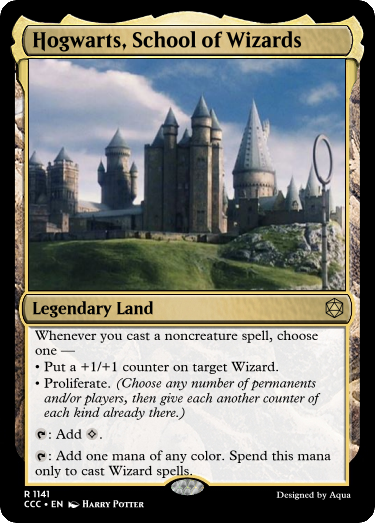 Hogwarts, School of Wizards
Legendary Land
Whenever you cast a noncreature spell, choose
one —
• Put a +1/+1 counter on target Wizard.
• Proliferate. (Choose any number of permanents
and/or players, then give each another counter of
each kind already there.)
: Add .
: Add one mana of any color. Spend this mana
only to cast Wizard spells.
R 1141
CCC • EN HARRY POTTER
Designed by Aqua